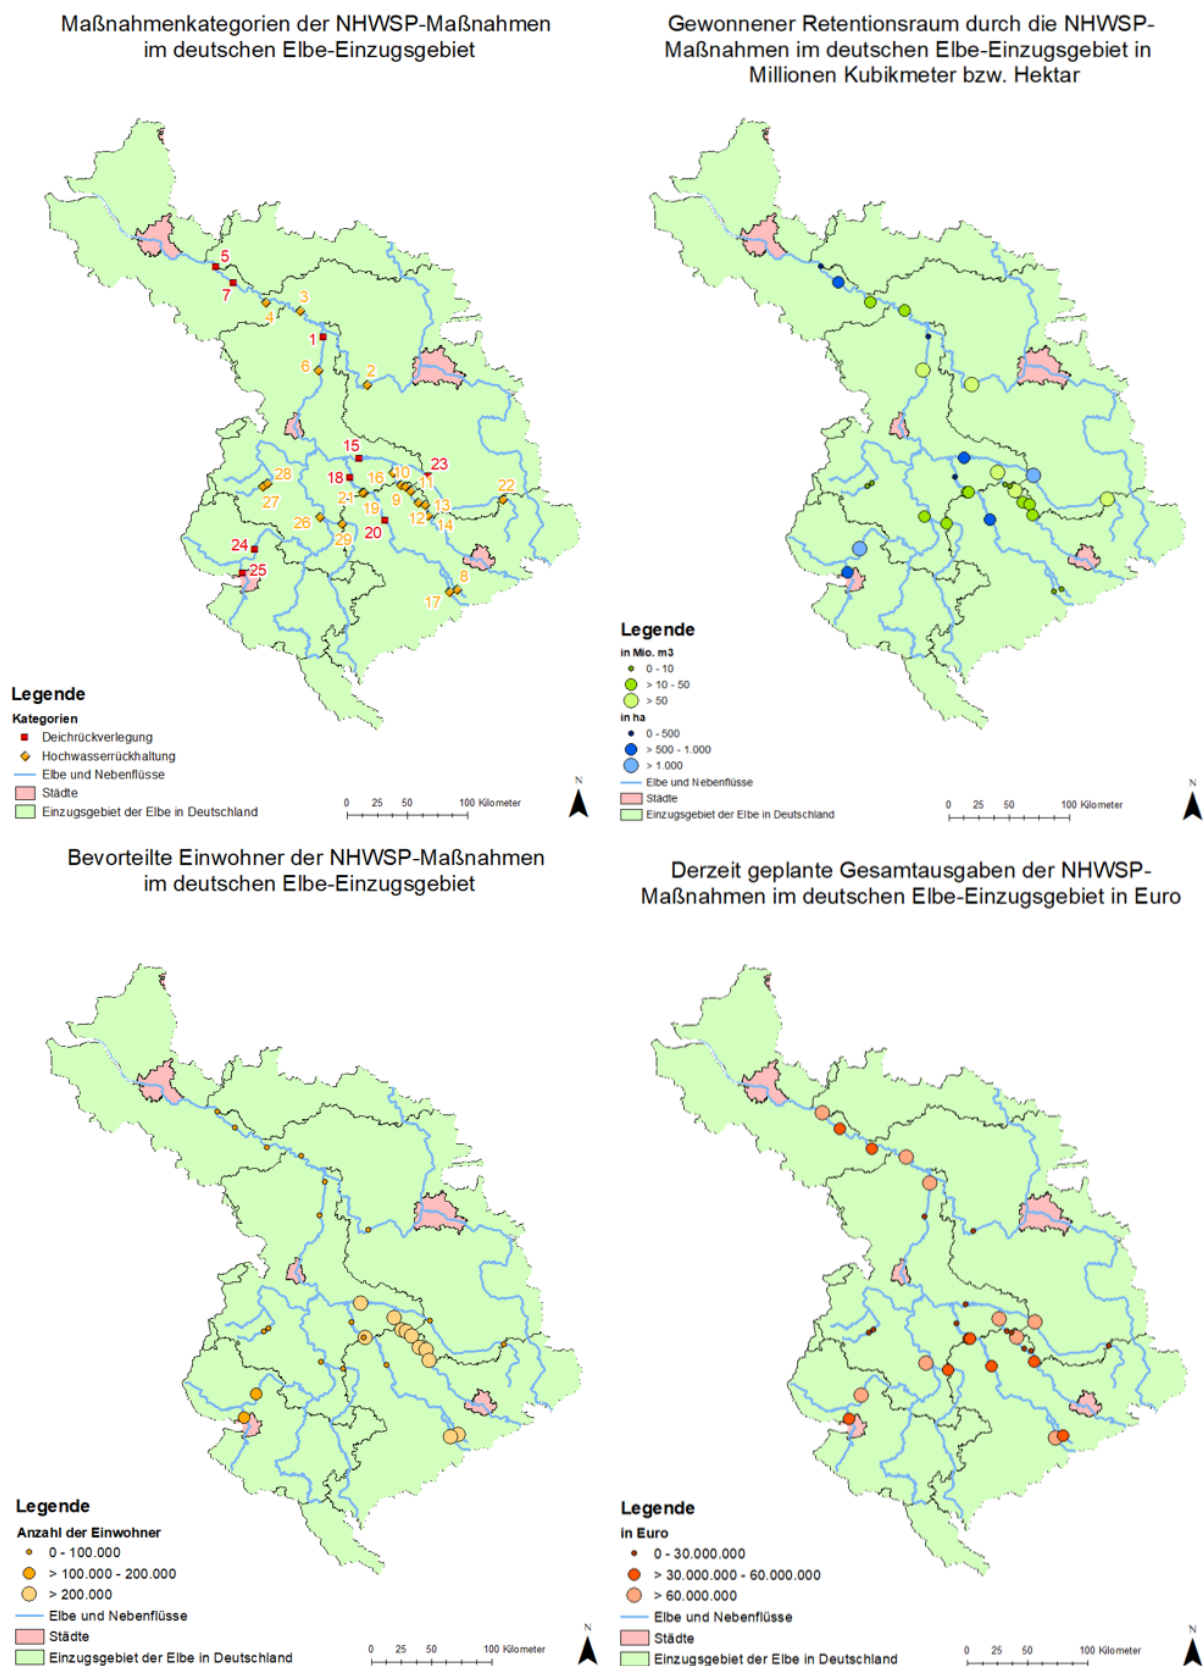 Maßnahmenkategorien der NHWSP-Maßnahmen
im deutschen Elbe-Einzugsgebiet
5
7
3
4
1
6
2
15
23
28
18
16
10
11
22
27
21
19
9
13
26
12
14
29
20
24
25
8
17
Legende
Kategorien
Deichrückverlegung
Hochwasserrückhaltung
Elbe und Nebenflüsse
Städte
Einzugsgebiet der Elbe in Deutschland
0 25 50 100 Kilometer
N
Gewonnener Retentionsraum durch die NHWSP-
Maßnahmen im deutschen Elbe-Einzugsgebiet in
Millionen Kubikmeter bzw. Hektar
Legende
in Mio. m3
0 - 10
> 10 - 50
> 50
in ha
0 - 500
> 500 - 1.000
> 1.000
Elbe und Nebenflüsse
Städte
Einzugsgebiet der Elbe in Deutschland
0 25 50 100 Kilometer
N
Bevorteilte Einwohner der NHWSP-Maßnahmen
im deutschen Elbe-Einzugsgebiet
Legende
Anzahl der Einwohner
0 - 100.000
> 100.000 - 200.000
> 200.000
Elbe und Nebenflüsse
Städte
Einzugsgebiet der Elbe in Deutschland
0 25 50 100 Kilometer
N
Derzeit geplante Gesamtausgaben der NHWSP-
Maßnahmen im deutschen Elbe-Einzugsgebiet in Euro
Legende
in Euro
0 - 30.000.000
> 30.000.000 - 60.000.000
> 60.000.000
Elbe und Nebenflüsse
Städte
Einzugsgebiet der Elbe in Deutschland
0 25 50 100 Kilometer
N